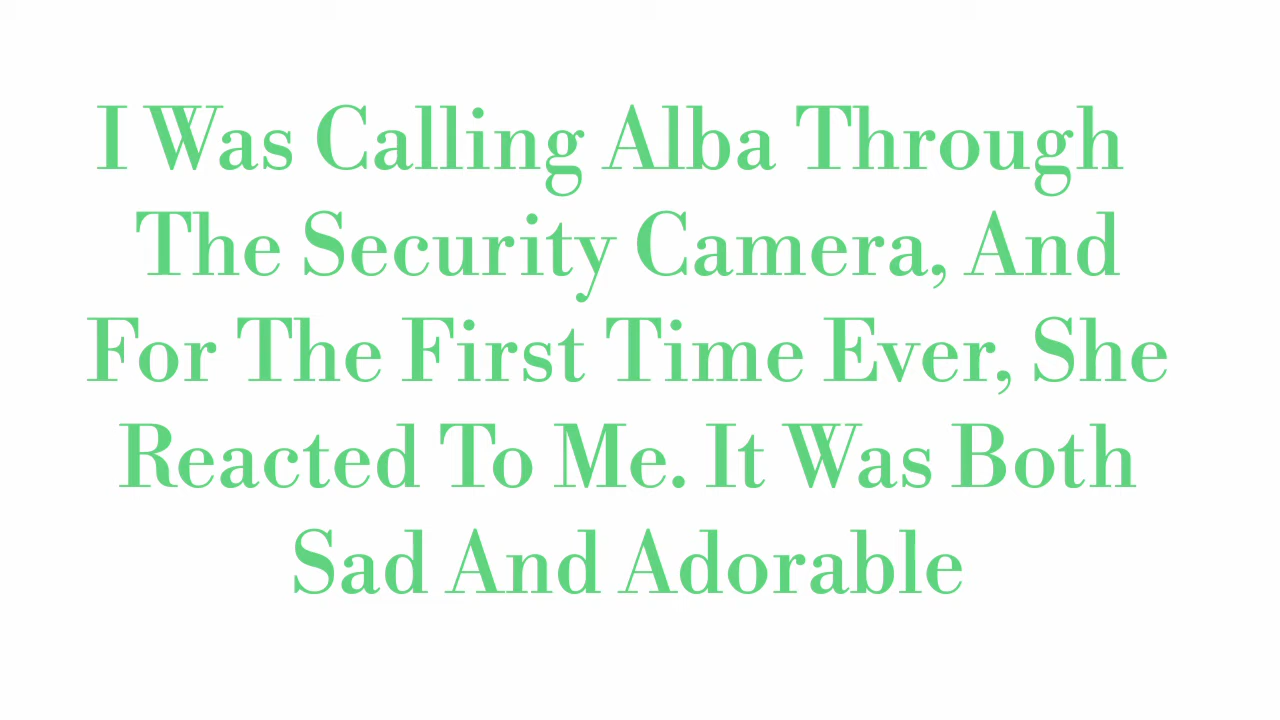 I Was Calling Alba Through
The Security Camera, And
For The First Time Ever, She
Reacted To Me. It Was Both
Sad And Adorable